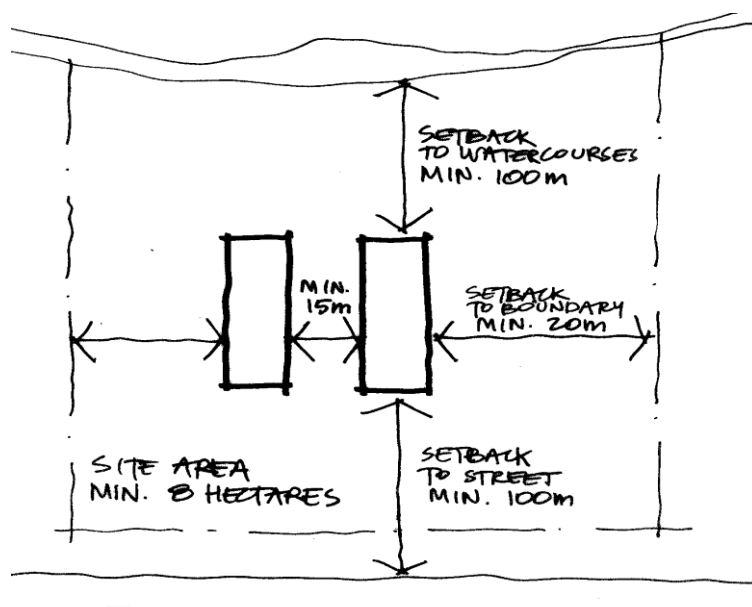 SETBACK
TO WATERCOURSES
MIN. 100m
MIN.
15m
SETBACK
TO BOUNDARY
MIN. 20m
SITE AREA
MIN. 8 HECTARES
SETBACK
TO STREET
MIN. 100m